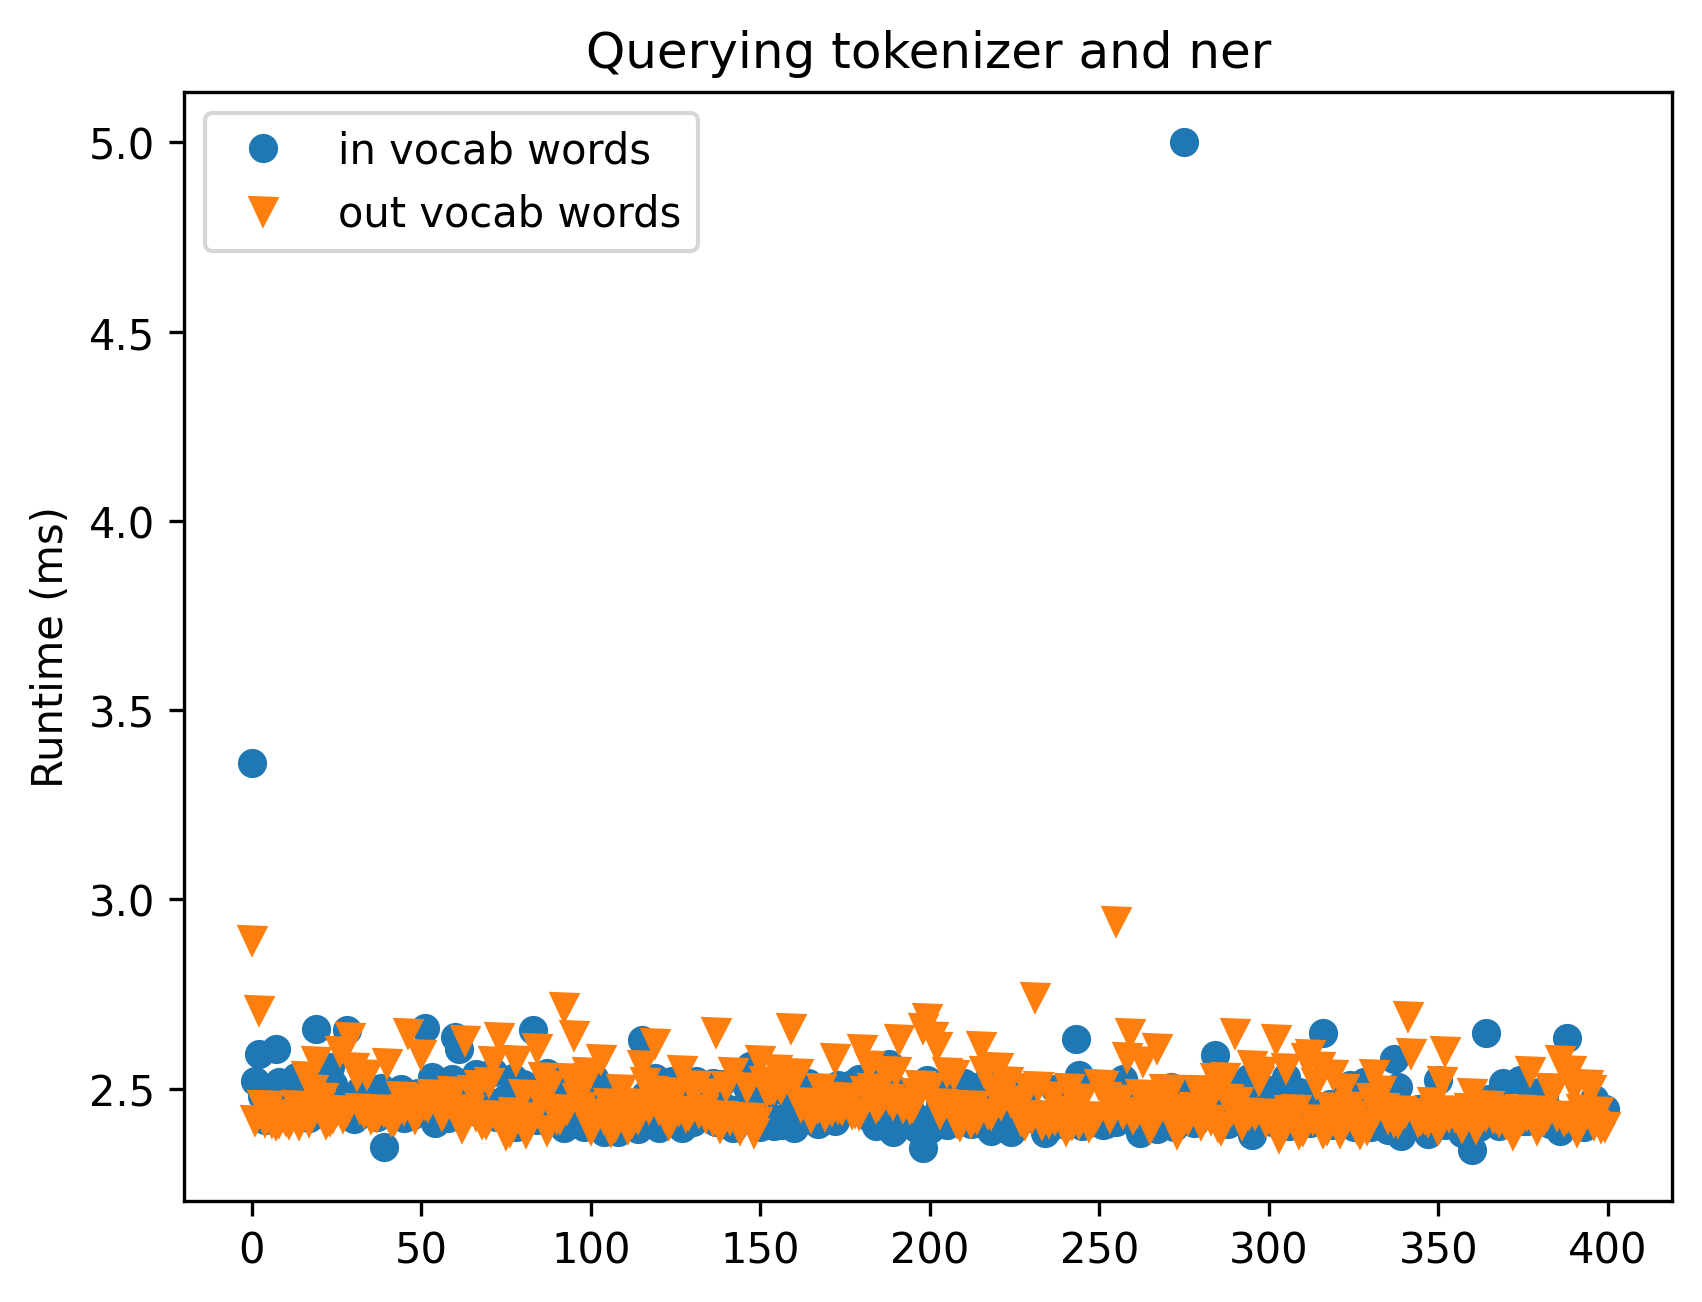 Querying tokenizer and ner
in vocab words
out vocab words
Runtime (ms)
5.0
4.5
4.0
3.5
3.0
2.5
0 50 100 150 200 250 300 350 400